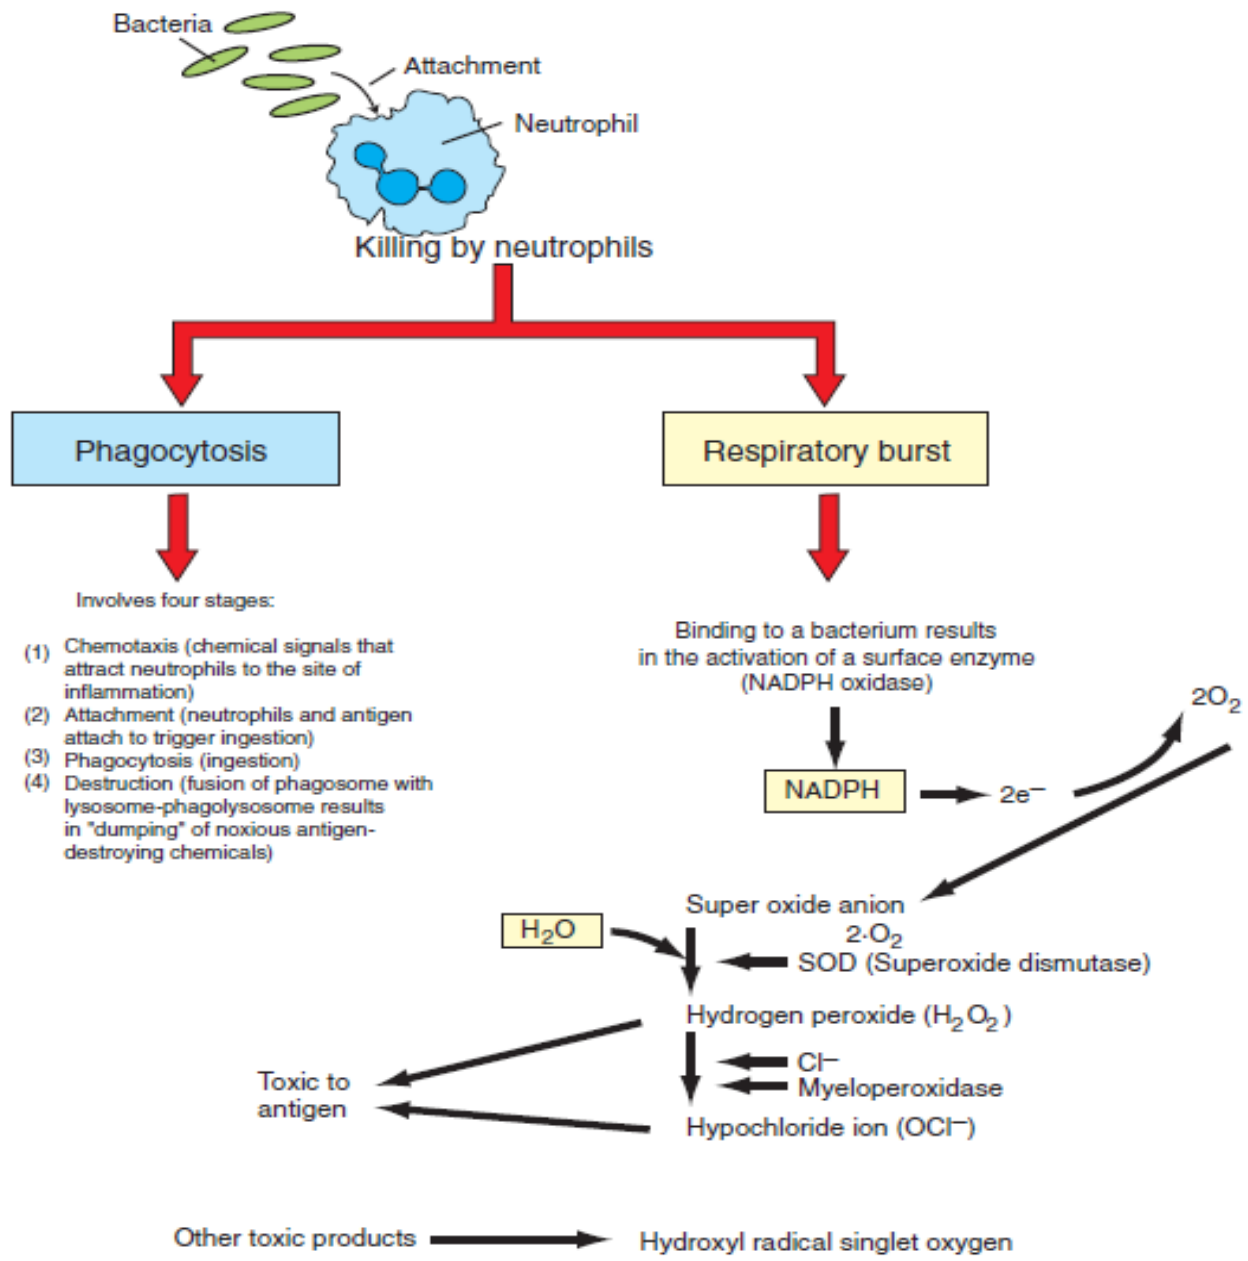 Bacteria
Attachment
Neutrophil
Killing by neutrophils
Phagocytosis
Involves four stages:
(1) Chemotaxis (chemical signals that
attract neutrophils to the site of
inflammation)
(2) Attachment (neutrophils and antigen
attach to trigger ingestion)
(3) Phagocytosis (ingestion)
(4) Destruction (fusion of phagosome with
lysosome-phagolysosome results
in "dumping" of noxious antigen-
destroying chemicals)
Respiratory burst
Binding to a bacterium results
in the activation of a surface enzyme
(NADPH oxidase)
NADPH
2e⁻
2O₂
Super oxide anion
2·O₂
H₂O
SOD (Superoxide dismutase)
Hydrogen peroxide (H₂O₂)
Cl⁻
Myeloperoxidase
Hypochloride ion (OCl⁻)
Toxic to
antigen
Other toxic products
Hydroxyl radical singlet oxygen